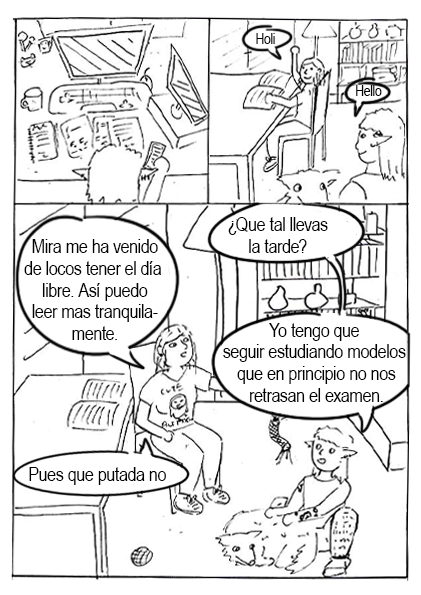 Holi
Hello
¿Que tal llevas
la tarde?
Mira me ha venido
de locos tener el día
libre. Así puedo
leer mas tranquila-
mente.
Yo tengo que
seguir estudiando modelos
que en principio no nos
retrasan el examen.
Pues que putada no
CUTE